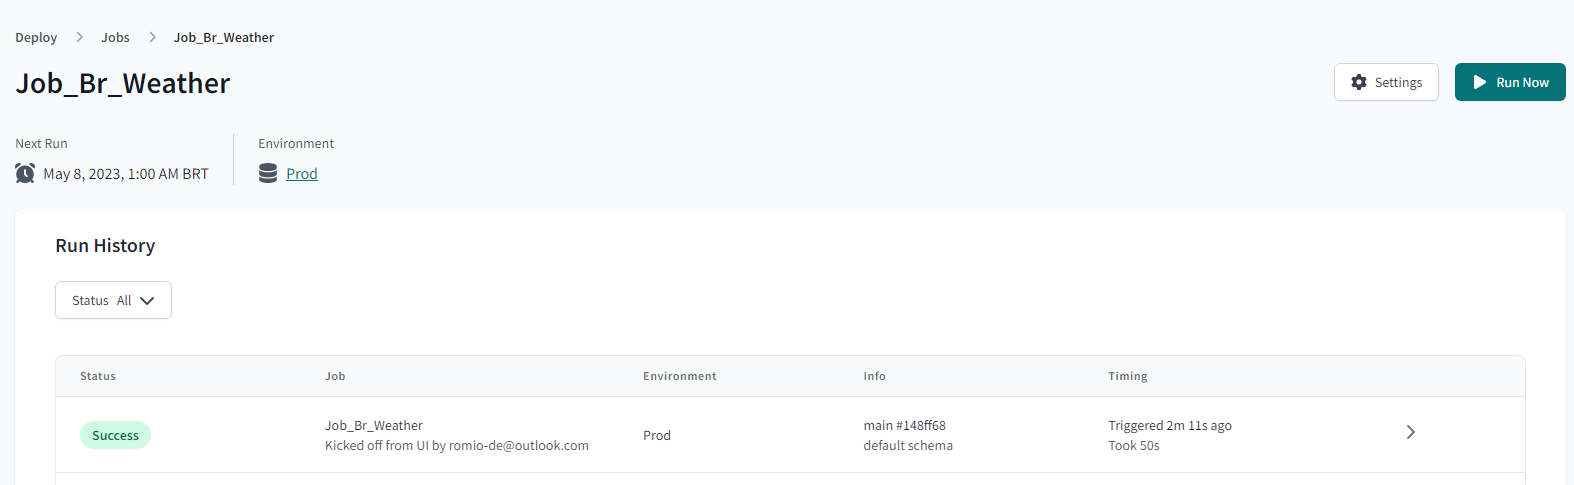 Deploy > Jobs > Job_Br_Weather
Job_Br_Weather
Settings
Run Now
Next Run
Environment
May 8, 2023, 1:00 AM BRT
Prod
Run History
Status All
Status Job Environment Info Timing
Success
Job_Br_Weather
Kicked off from UI by romio-de@outlook.com
Prod
main #148ff68
default schema
Triggered 2m 11s ago
Took 50s